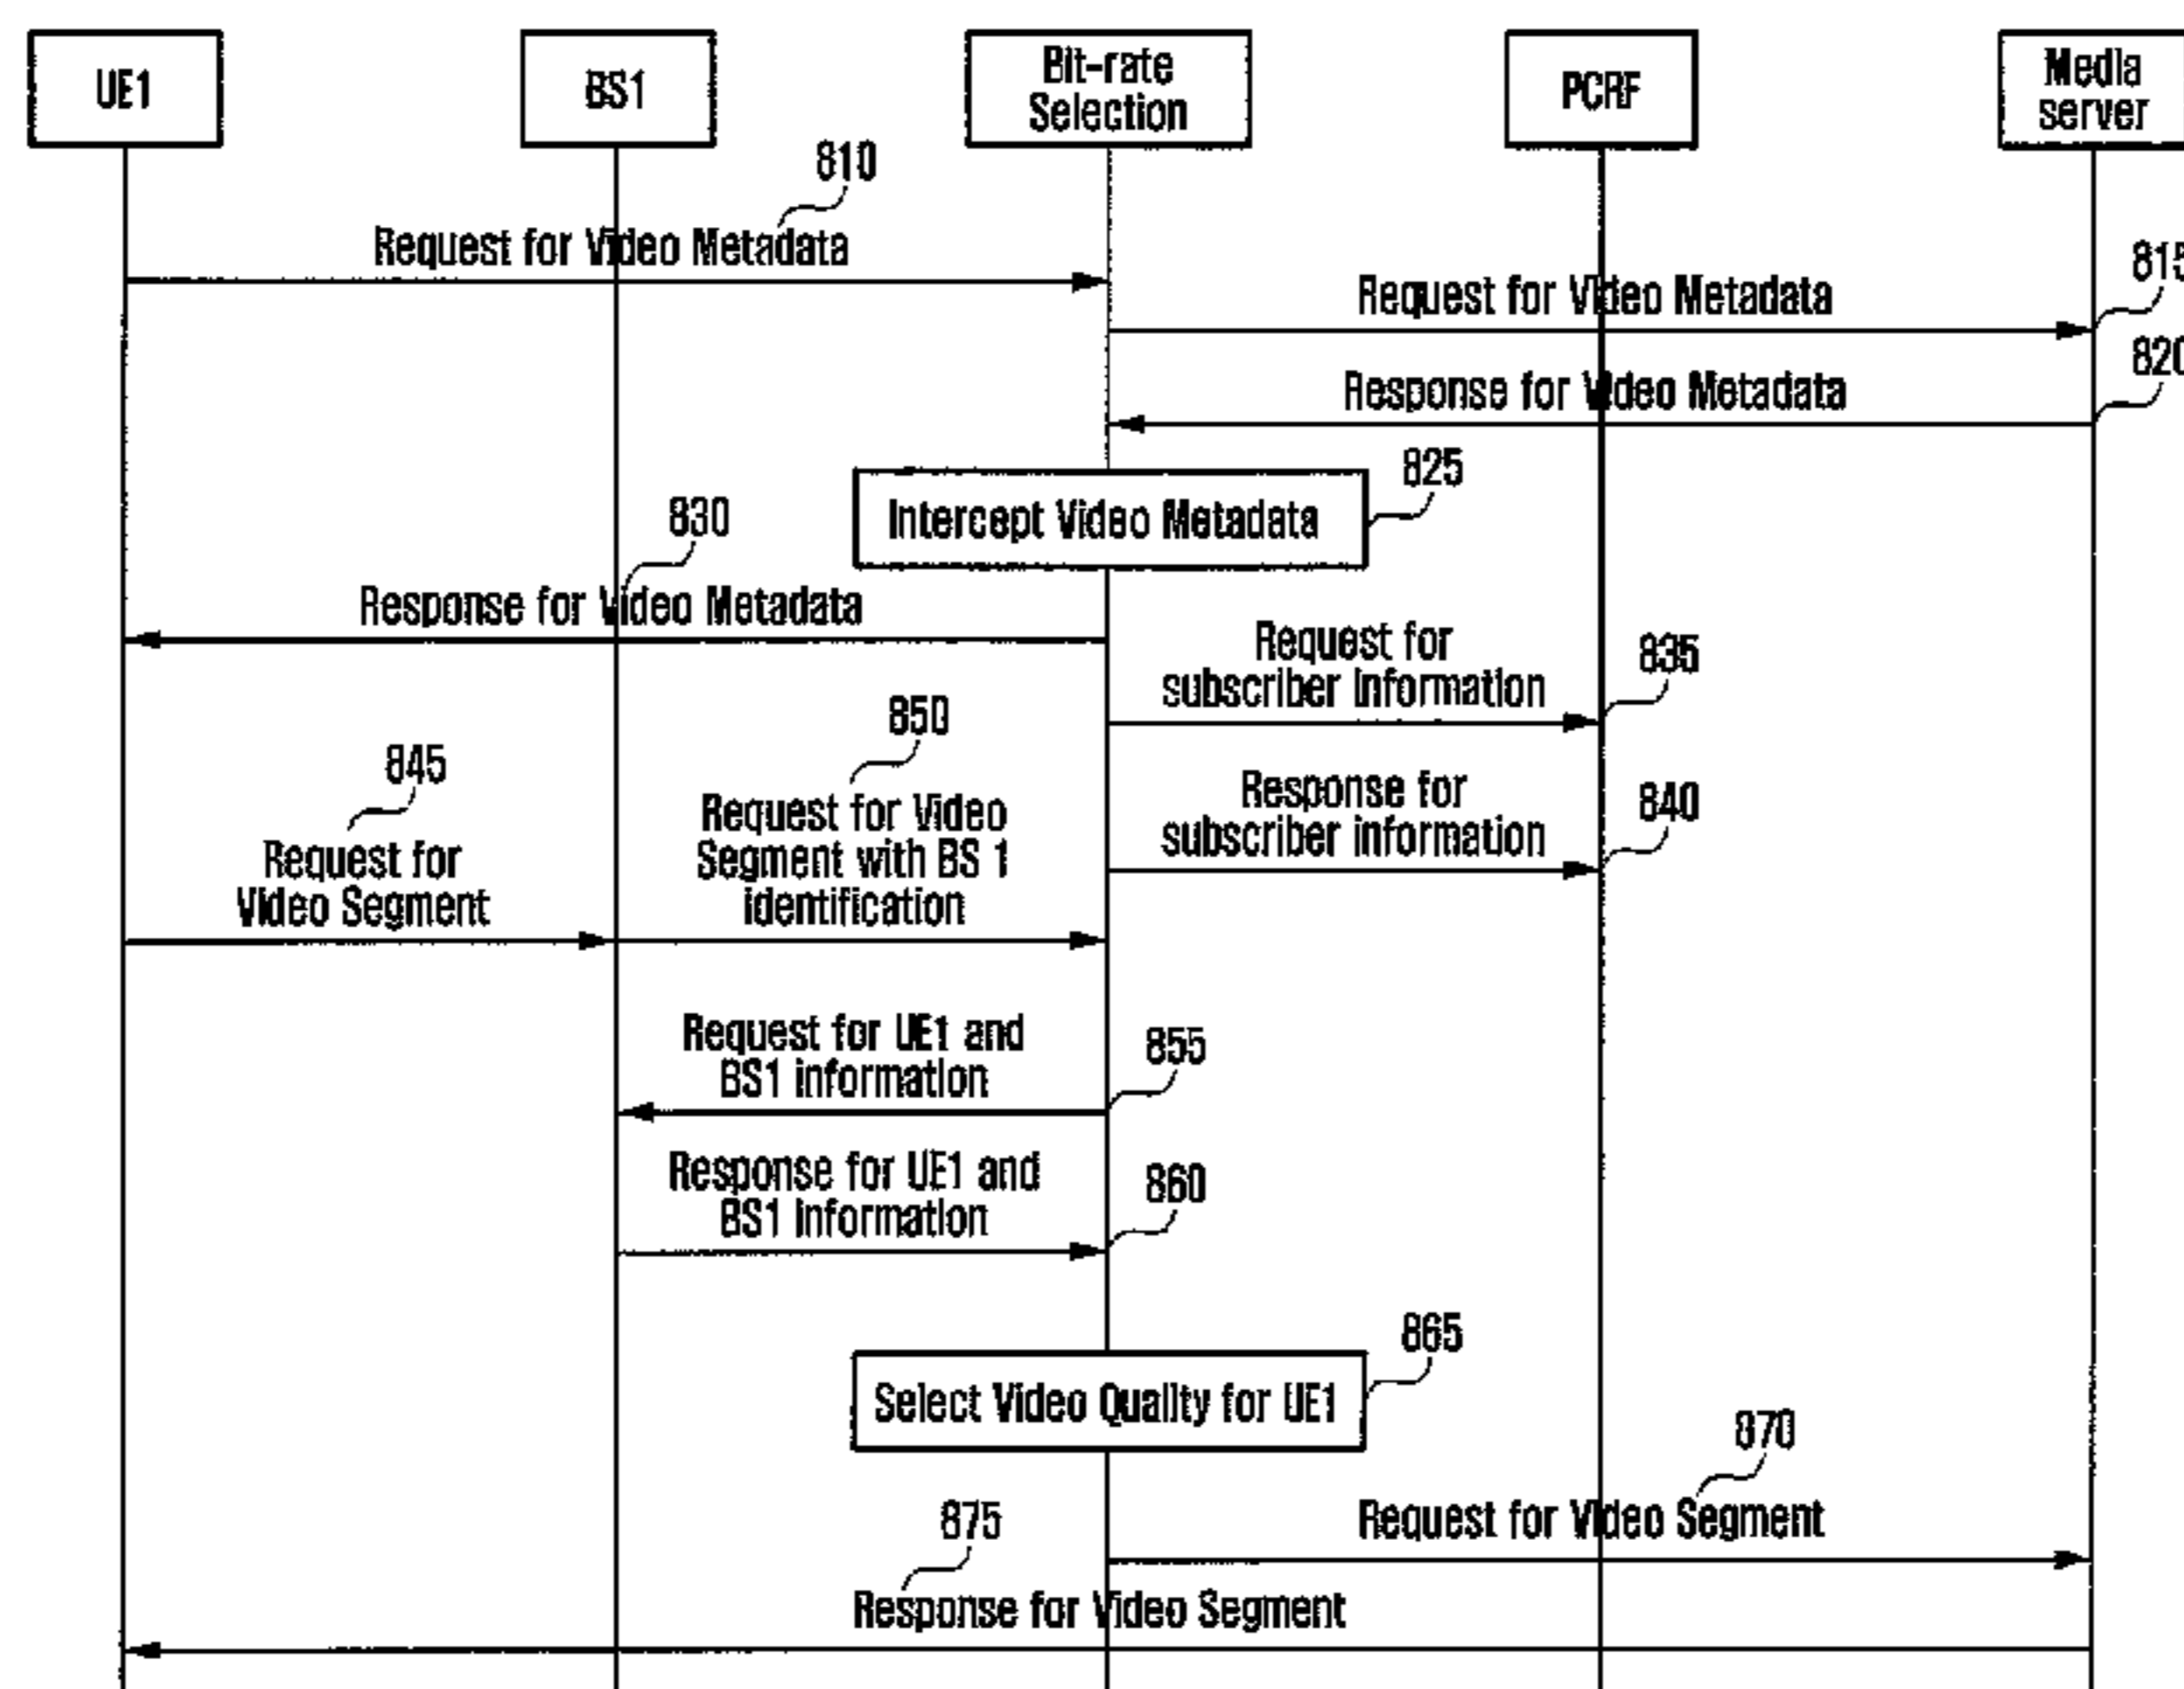 UE1
BS1
Bit-rate
Selection
PCRF
Media
server
810
Request for Video Metadata
815
Request for Video Metadata
820
Response for Video Metadata
825
Intercept Video Metadata
830
Response for Video Metadata
835
Request for
subscriber information
840
Response for
subscriber information
845
Request for
Video Segment
850
Request for Video
Segment with BS 1
identification
855
Request for UE1 and
BS1 information
860
Response for UE1 and
BS1 information
865
Select Video Quality for UE1
870
Request for Video Segment
875
Response for Video Segment